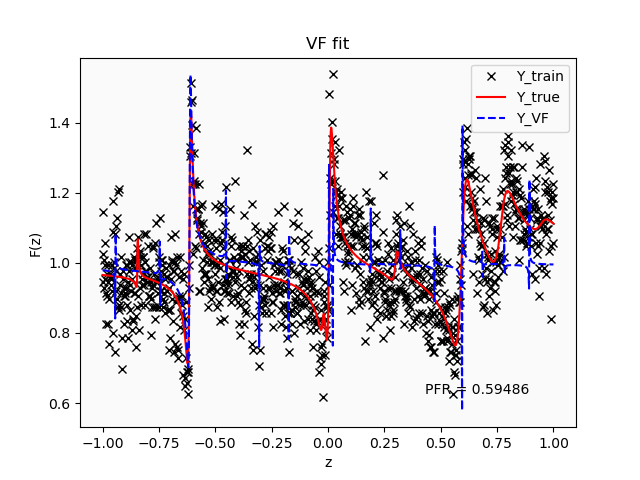 VF fit
Y_train
Y_true
Y_VF
F(z)
1.4
1.2
1.0
0.8
0.6
PFR = 0.59486
−1.00 −0.75 −0.50 −0.25 0.00 0.25 0.50 0.75 1.00
z